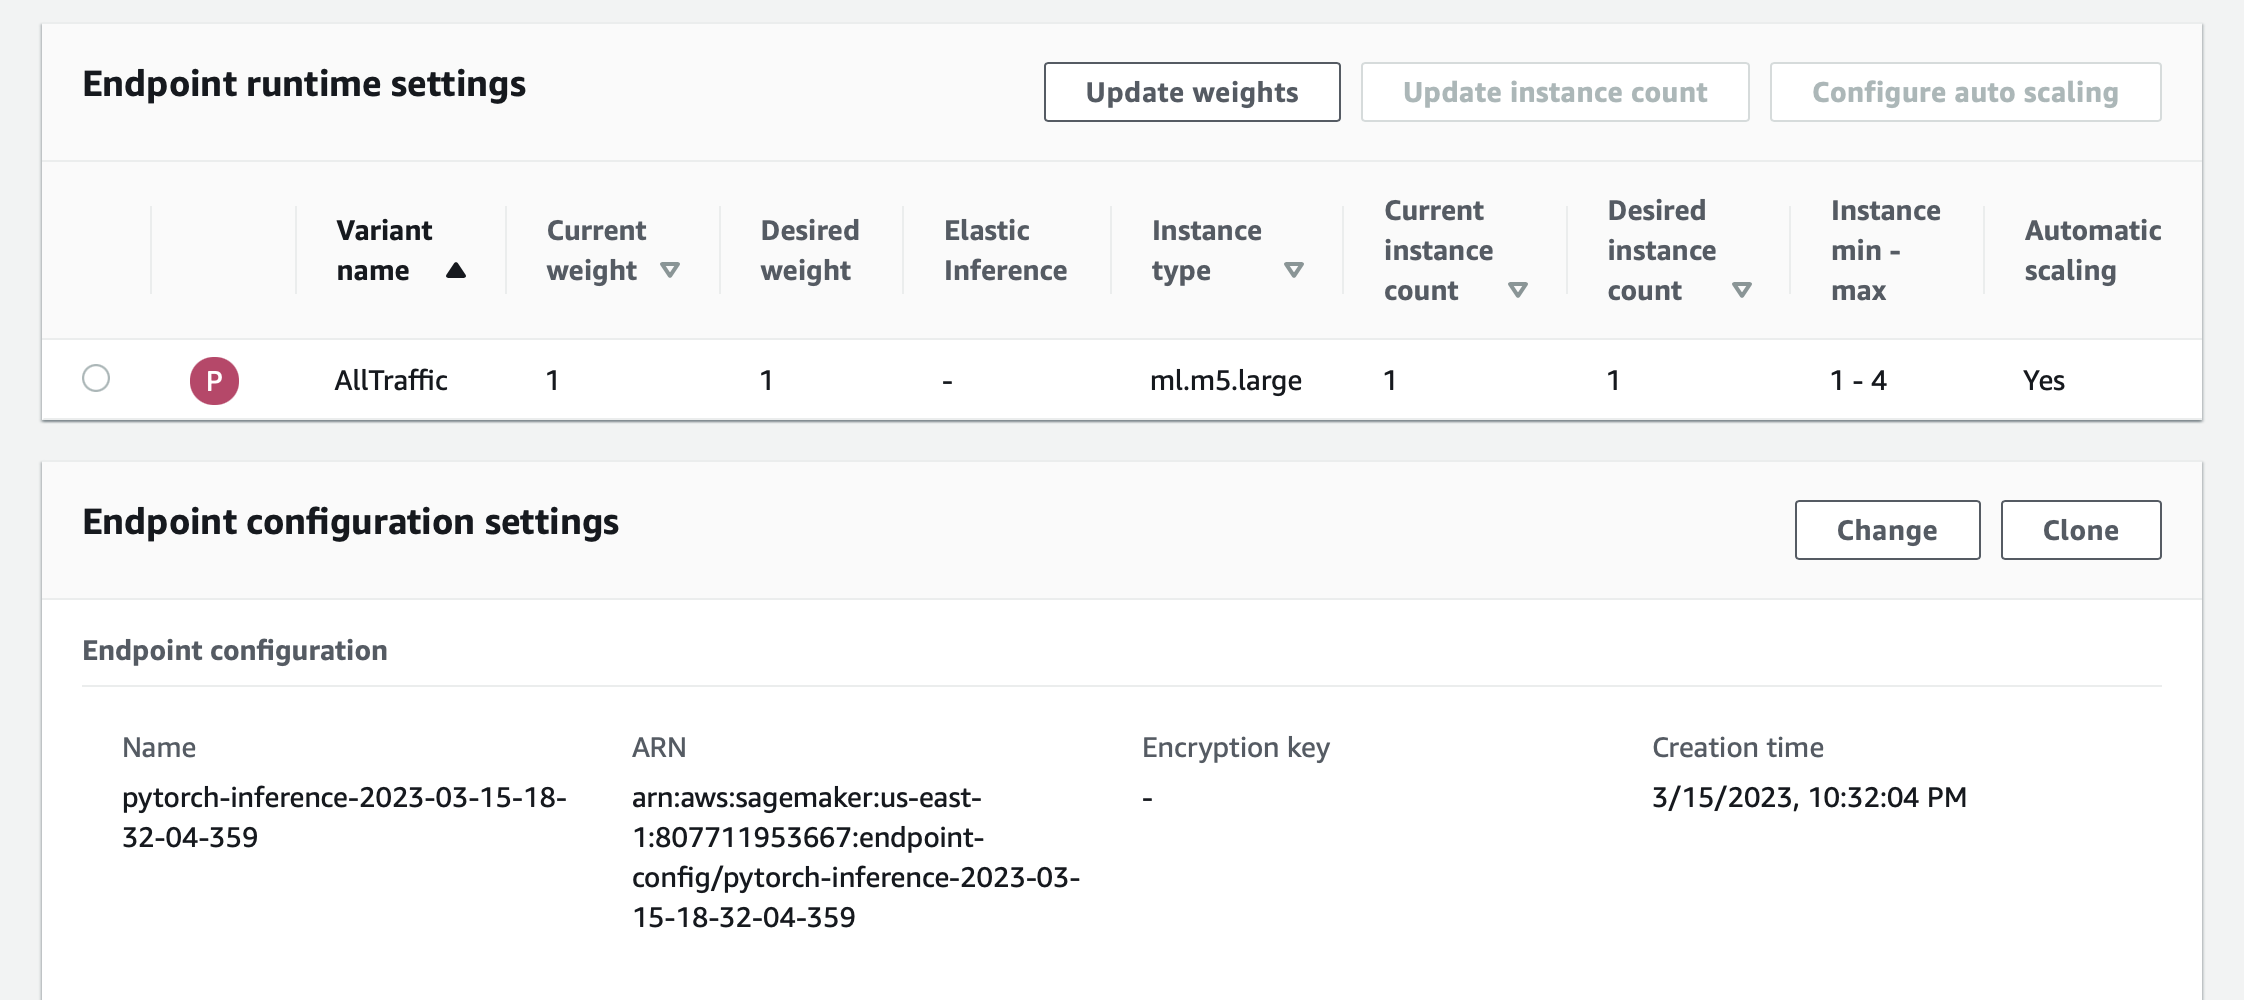 Endpoint runtime settings
Update weights
Update instance count
Configure auto scaling
Variant name
Current weight
Desired weight
Elastic Inference
Instance type
Current instance count
Desired instance count
Instance min - max
Automatic scaling
P
AllTraffic
1
1
-
ml.m5.large
1
1
1 - 4
Yes
Endpoint configuration settings
Change
Clone
Endpoint configuration
Name
pytorch-inference-2023-03-15-18-
32-04-359
ARN
arn:aws:sagemaker:us-east-
1:807711953667:endpoint-
config/pytorch-inference-2023-03-
15-18-32-04-359
Encryption key
-
Creation time
3/15/2023, 10:32:04 PM